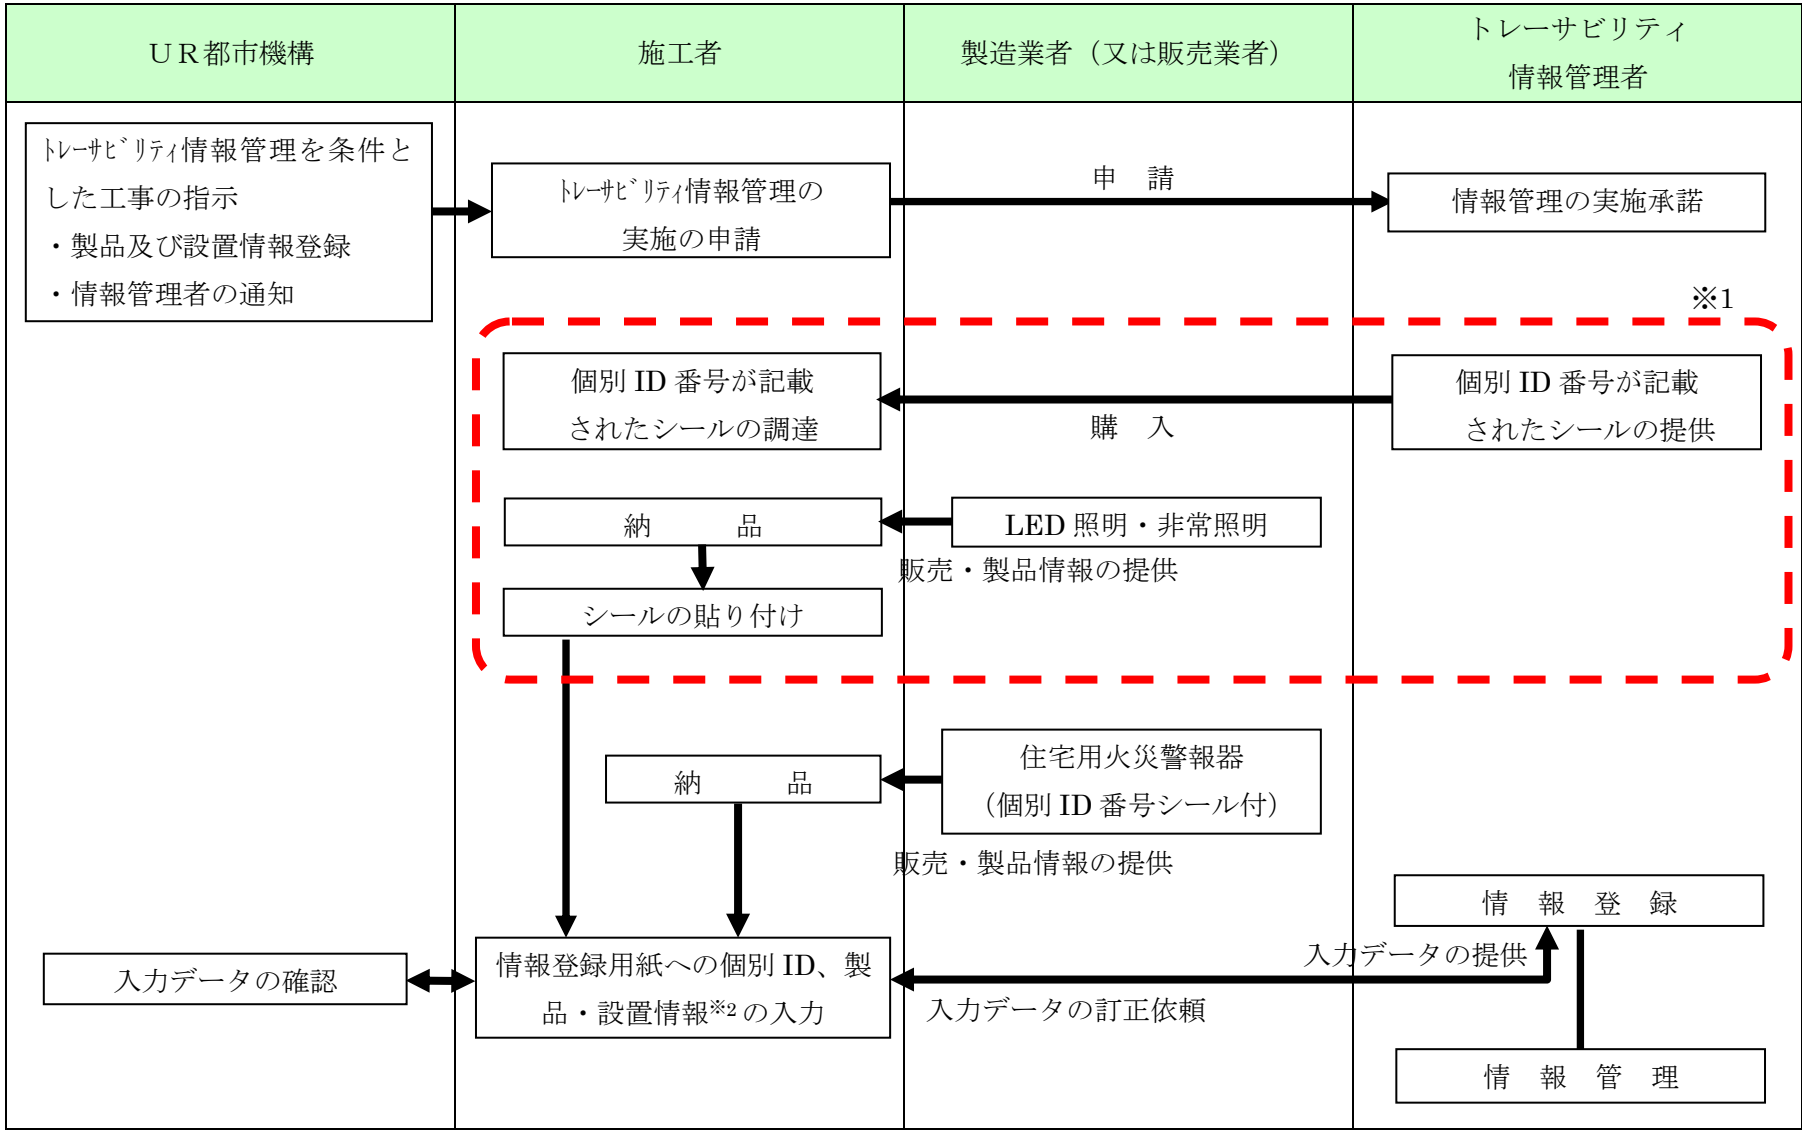 ＵＲ都市機構
施工者
製造業者（又は販売業者）
トレーサビリティ
情報管理者
ﾄﾚｰｻﾋﾞﾘﾃｨ情報管理を条件と
した工事の指示
・製品及び設置情報登録
・情報管理者の通知
ﾄﾚｰｻﾋﾞﾘﾃｨ情報管理の
実施の申請
申　請
情報管理の実施承諾
※1
個別 ID 番号が記載
されたシールの調達
購　入
個別 ID 番号が記載
されたシールの提供
納　　　品
LED 照明・非常照明
販売・製品情報の提供
シールの貼り付け
納　　　品
住宅用火災警報器
（個別 ID 番号シール付）
販売・製品情報の提供
情　報　登　録
入力データの提供
入力データの確認
情報登録用紙への個別 ID、製
品・設置情報※2 の入力
入力データの訂正依頼
情　報　管　理